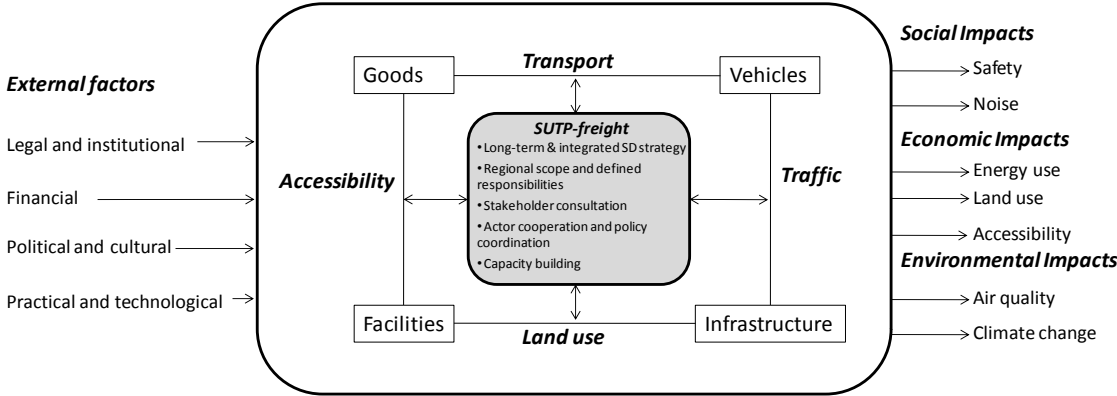 External factors
Legal and institutional
Financial
Political and cultural
Practical and technological
Goods
Transport
Vehicles
Accessibility
SUTP-freight
•Long-term & integrated SD strategy
•Regional scope and defined
responsibilities
•Stakeholder consultation
•Actor cooperation and policy
coordination
•Capacity building
Traffic
Facilities
Land use
Infrastructure
Social Impacts
Safety
Noise
Economic Impacts
Energy use
Land use
Accessibility
Environmental Impacts
Air quality
Climate change